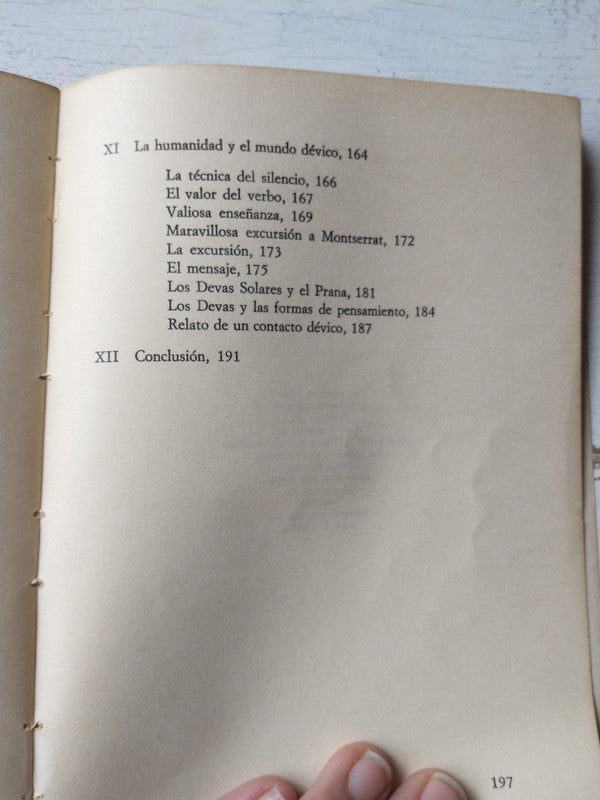 XI La humanidad y el mundo dévico, 164
La técnica del silencio, 166
El valor del verbo, 167
Valiosa enseñanza, 169
Maravillosa excursión a Montserrat, 172
La excursión, 173
El mensaje, 175
Los Devas Solares y el Prana, 181
Los Devas y las formas de pensamiento, 184
Relato de un contacto dévico, 187
XII Conclusión, 191
197